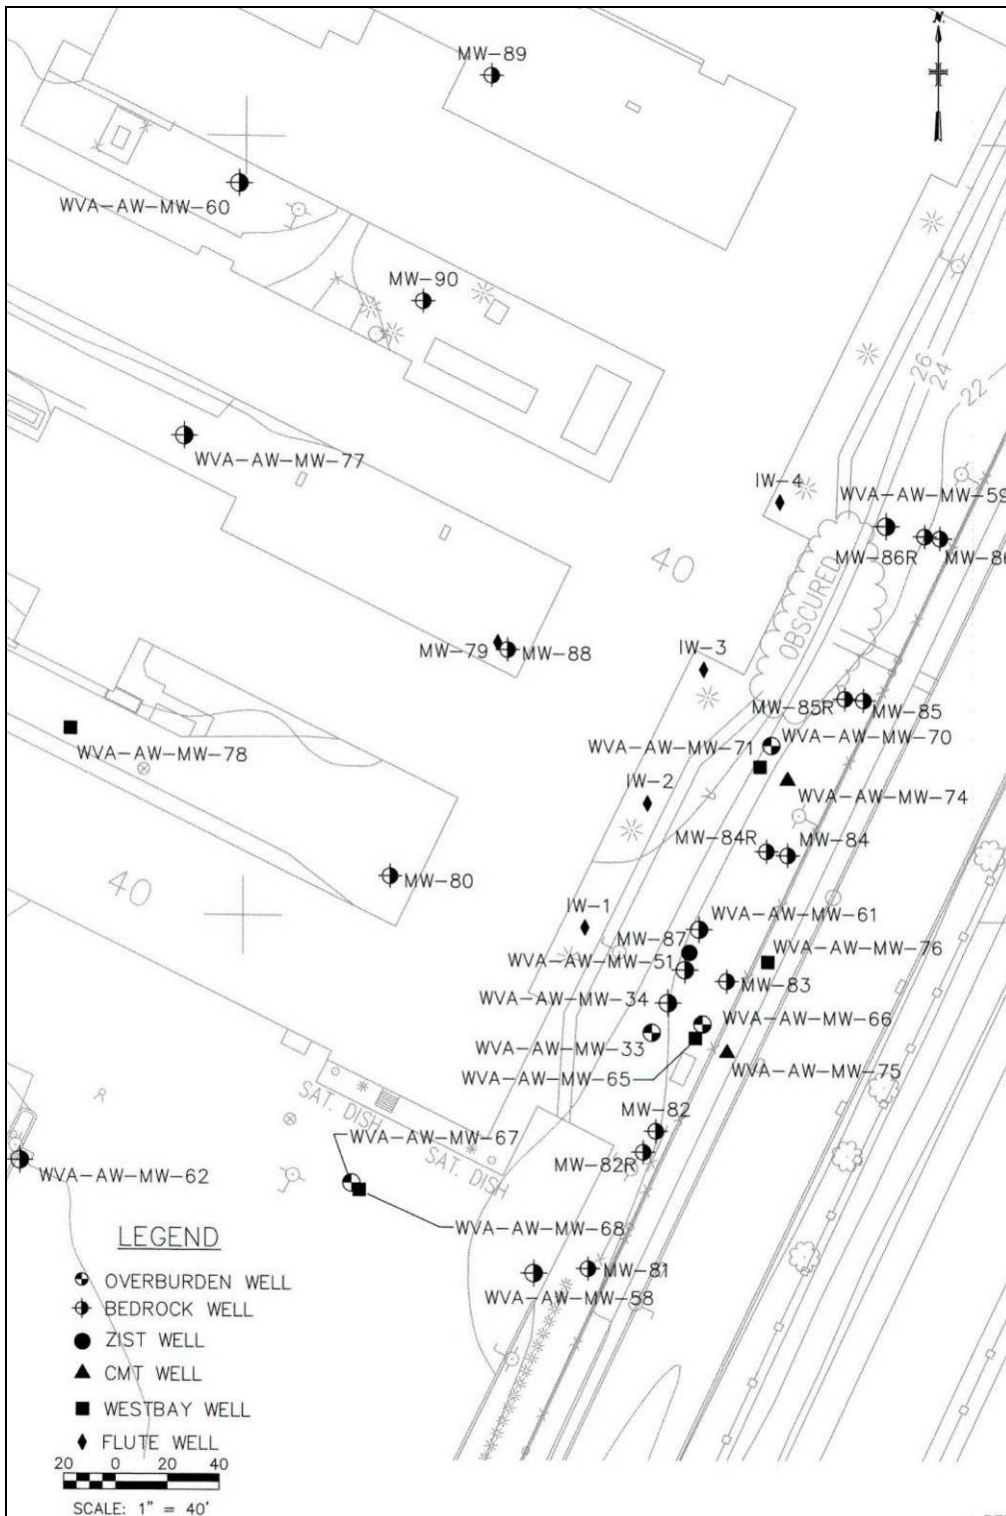 N.
MW-89
WVA-AW-MW-60
MW-90
26
24
22
WVA-AW-MW-77
IW-4
WVA-AW-MW-59
MW-86R
MW-86
40
OBSCURED
MW-79
MW-88
IW-3
MW-85R
MW-85
WVA-AW-MW-78
WVA-AW-MW-71
WVA-AW-MW-70
IW-2
WVA-AW-MW-74
MW-84R
MW-84
40
MW-80
IW-1
WVA-AW-MW-61
MW-87
WVA-AW-MW-76
WVA-AW-MW-51
MW-83
WVA-AW-MW-34
WVA-AW-MW-66
WVA-AW-MW-33
WVA-AW-MW-75
WVA-AW-MW-65
SAT. DISH
MW-82
WVA-AW-MW-67
SAT. DISH
MW-82R
WVA-AW-MW-62
WVA-AW-MW-68
MW-81
WVA-AW-MW-58
LEGEND
OVERBURDEN WELL
BEDROCK WELL
ZIST WELL
CMT WELL
WESTBAY WELL
FLUTE WELL
20 0 20 40
SCALE: 1" = 40'